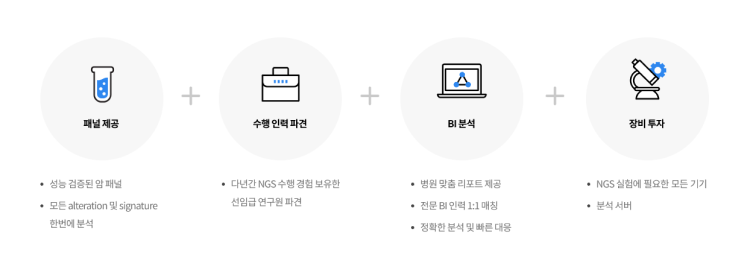 패널 제공
수행 인력 파견
BI 분석
장비 투자
• 성능 검증된 암 패널
• 모든 alteration 및 signature
한번에 분석
• 다년간 NGS 수행 경험 보유한
선임급 연구원 파견
• 병원 맞춤 리포트 제공
• 전문 BI 인력 1:1 매칭
• 정확한 분석 및 빠른 대응
• NGS 실험에 필요한 모든 기기
• 분석 서버